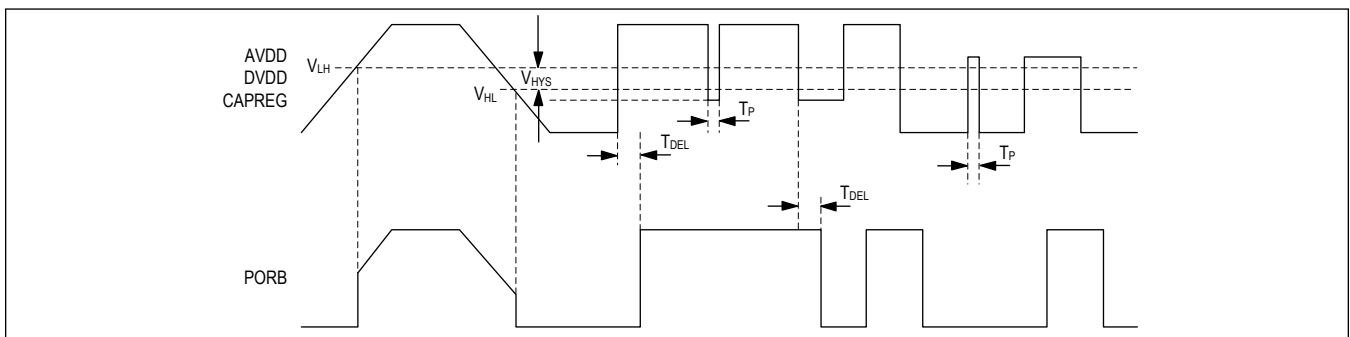 AVDD
DVDD
CAPREG
VLH
VHYS
VHL
TP
TDEL
TP
TDEL
PORB